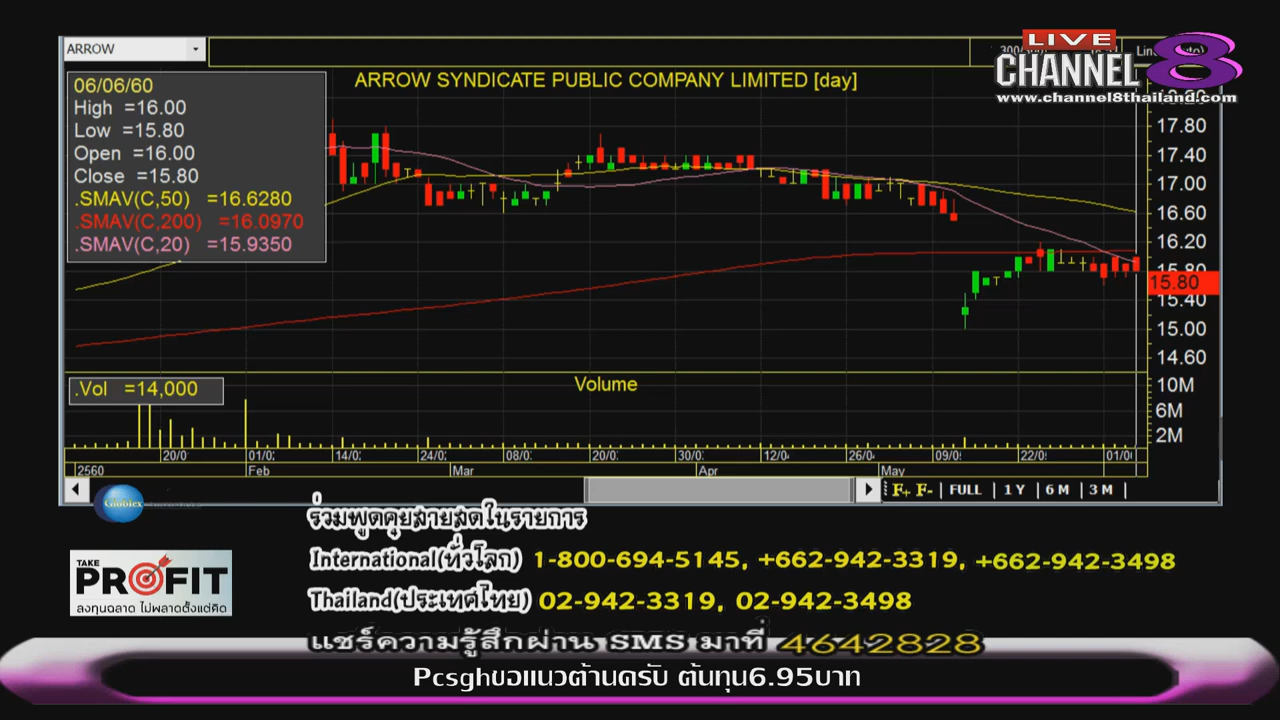 ARROW
LIVE
CHANNEL 8
www.channel8thailand.com
ARROW SYNDICATE PUBLIC COMPANY LIMITED [day]
06/06/60
High =16.00
Low =15.80
Open =16.00
Close =15.80
.SMAV(C,50) =16.6280
.SMAV(C,200) =16.0970
.SMAV(C,20) =15.9350
17.80
17.40
17.00
16.60
16.20
15.80
15.80
15.40
15.00
14.60
.Vol =14,000
Volume
10M
6M
2M
20/0 01/0 14/0 24/0 08/0 20/0 30/0 12/0 26/0 09/0 22/0 01/0
2560 Feb Mar Apr May
F+ F- FULL 1 Y 6 M 3 M
Globlex
ร่วมพูดคุยสายสดในรายการ
International(ทั่วโลก) 1-800-694-5145, +662-942-3319, +662-942-3498
TAKE
PROFIT
ลงทุนฉลาด ไม่พลาดตั้งแต่คิด
Thailand(ประเทศไทย) 02-942-3319, 02-942-3498
แชร์ความรู้สึกผ่าน SMS มาที่ 4642828
Pcsghขอแนวต้านครับ ต้นทุน6.95บาท